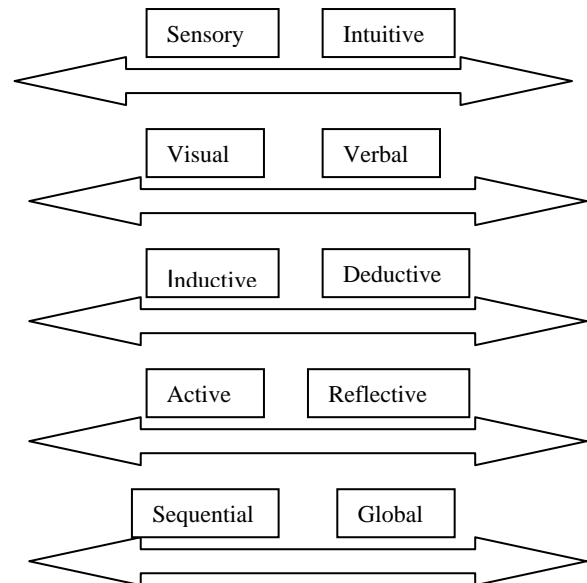 Sensory Intuitive
Visual Verbal
Inductive Deductive
Active Reflective
Sequential Global